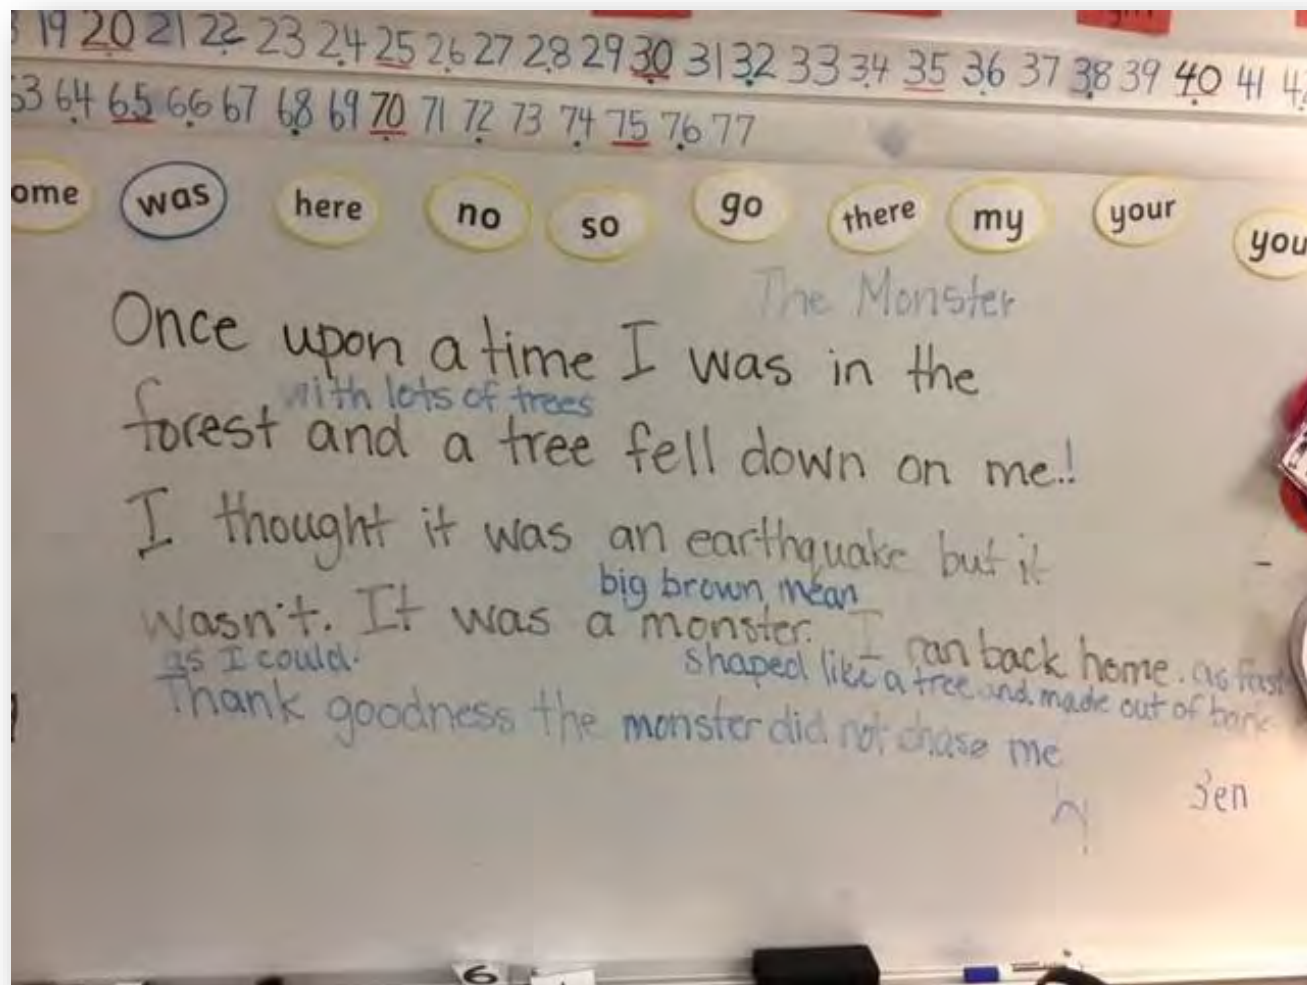 19 20 21 22 23 24 25 26 27 28 29 30 31 32 33 34 35 36 37 38 39 40 41
63 64 65 66 67 68 69 70 71 72 73 74 75 76 77
ome was here no so go there my your you
The Monster
Once upon a time I was in the
with lots of trees
forest and a tree fell down on me!!
I thought it was an earthquake but it
big brown mean
wasn't. It was a monster. I ran back home. as fast
as I could. shaped like a tree and made out of bark
Thank goodness the monster did not chase me
by
6